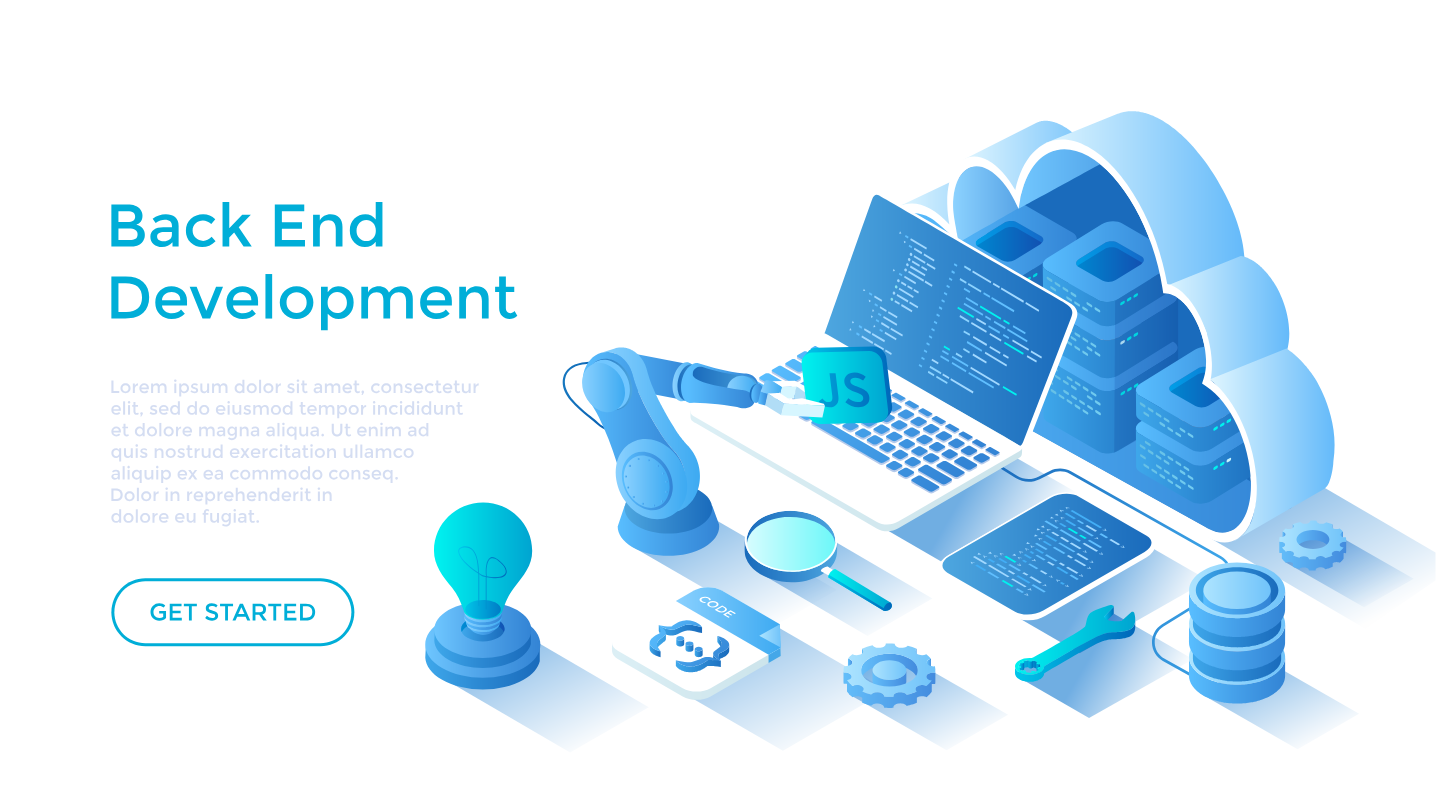 Back End
Development
Lorem ipsum dolor sit amet, consectetur
elit, sed do eiusmod tempor incididunt
et dolore magna aliqua. Ut enim ad
quis nostrud exercitation ullamco
aliquip ex ea commodo conseq.
Dolor in reprehenderit in
dolore eu fugiat.
GET STARTED
JS
CODE
{...}